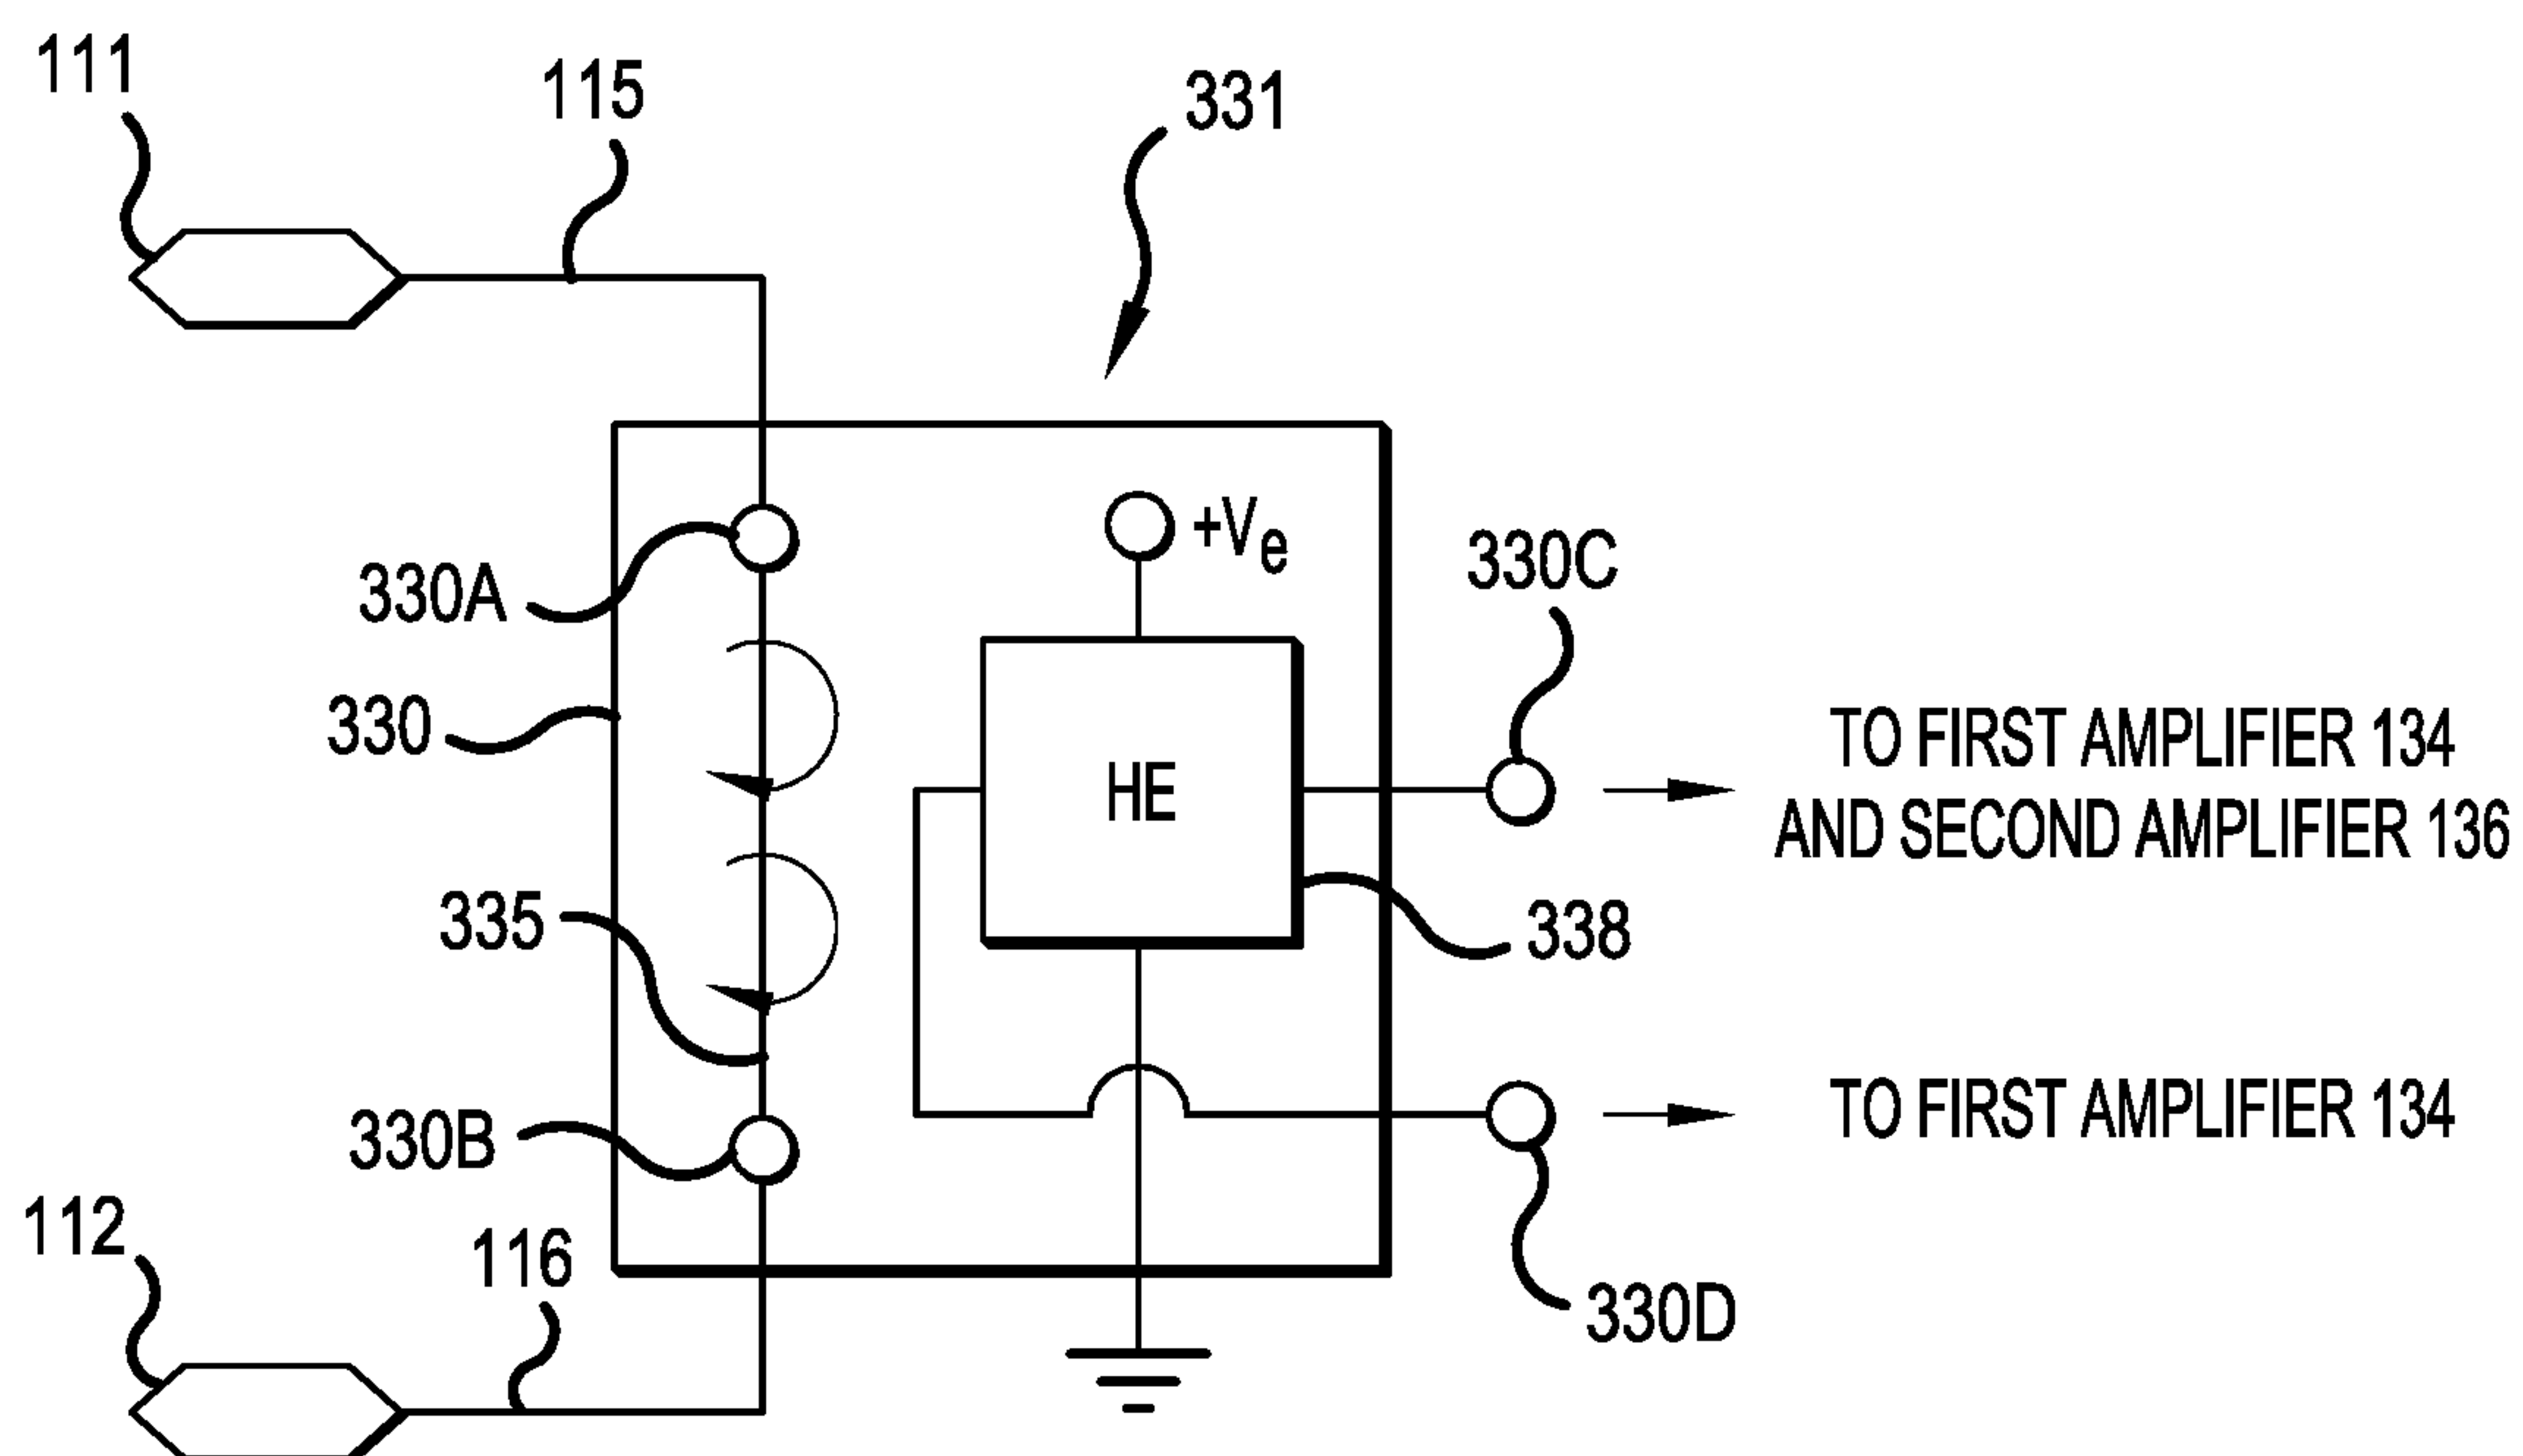 111
115
331
330A
+Ve
330C
330
HE
TO FIRST AMPLIFIER 134
AND SECOND AMPLIFIER 136
335
338
330B
TO FIRST AMPLIFIER 134
112
116
330D